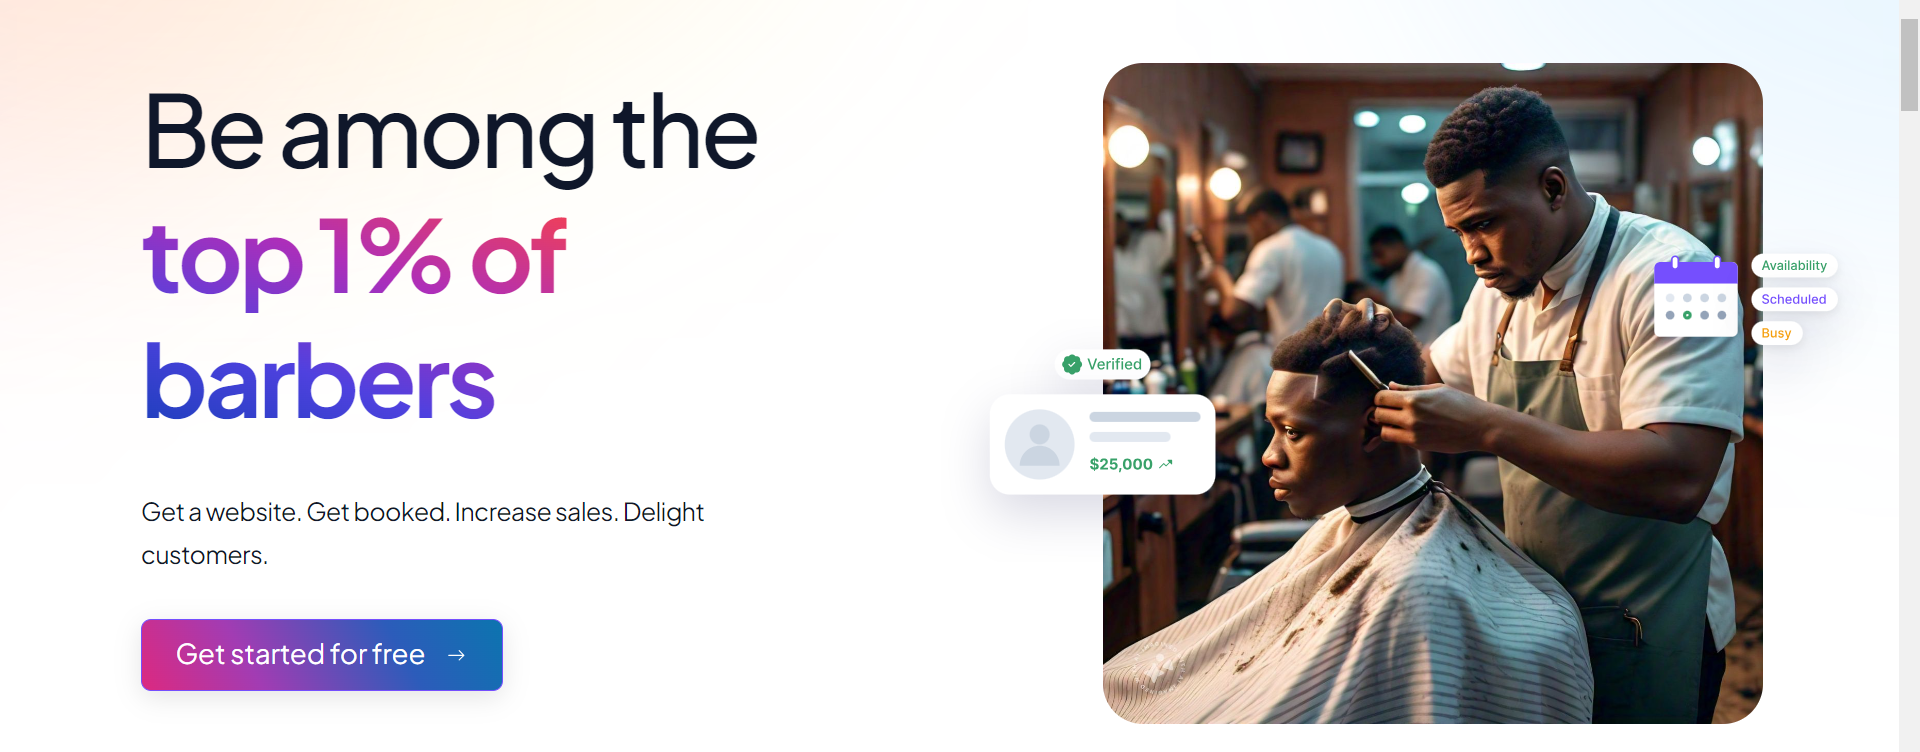 Be among the
top 1% of
barbers
Get a website. Get booked. Increase sales. Delight
customers.
Get started for free →
Verified
$25,000
Availability
Scheduled
Busy